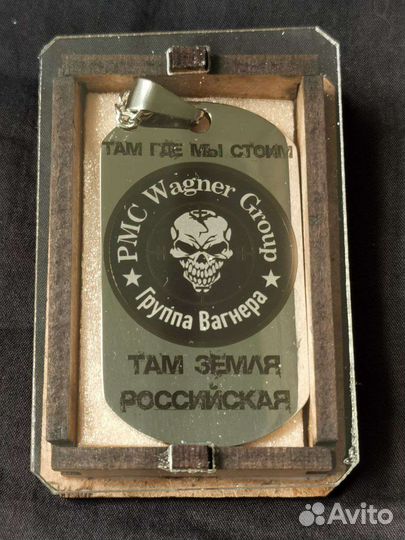 ТАМ ГДЕ МЫ СТОИМ
★ PMC Wagner Group ★
Группа Вагнера
ТАМ ЗЕМЛЯ
РОССИЙСКАЯ
Avito